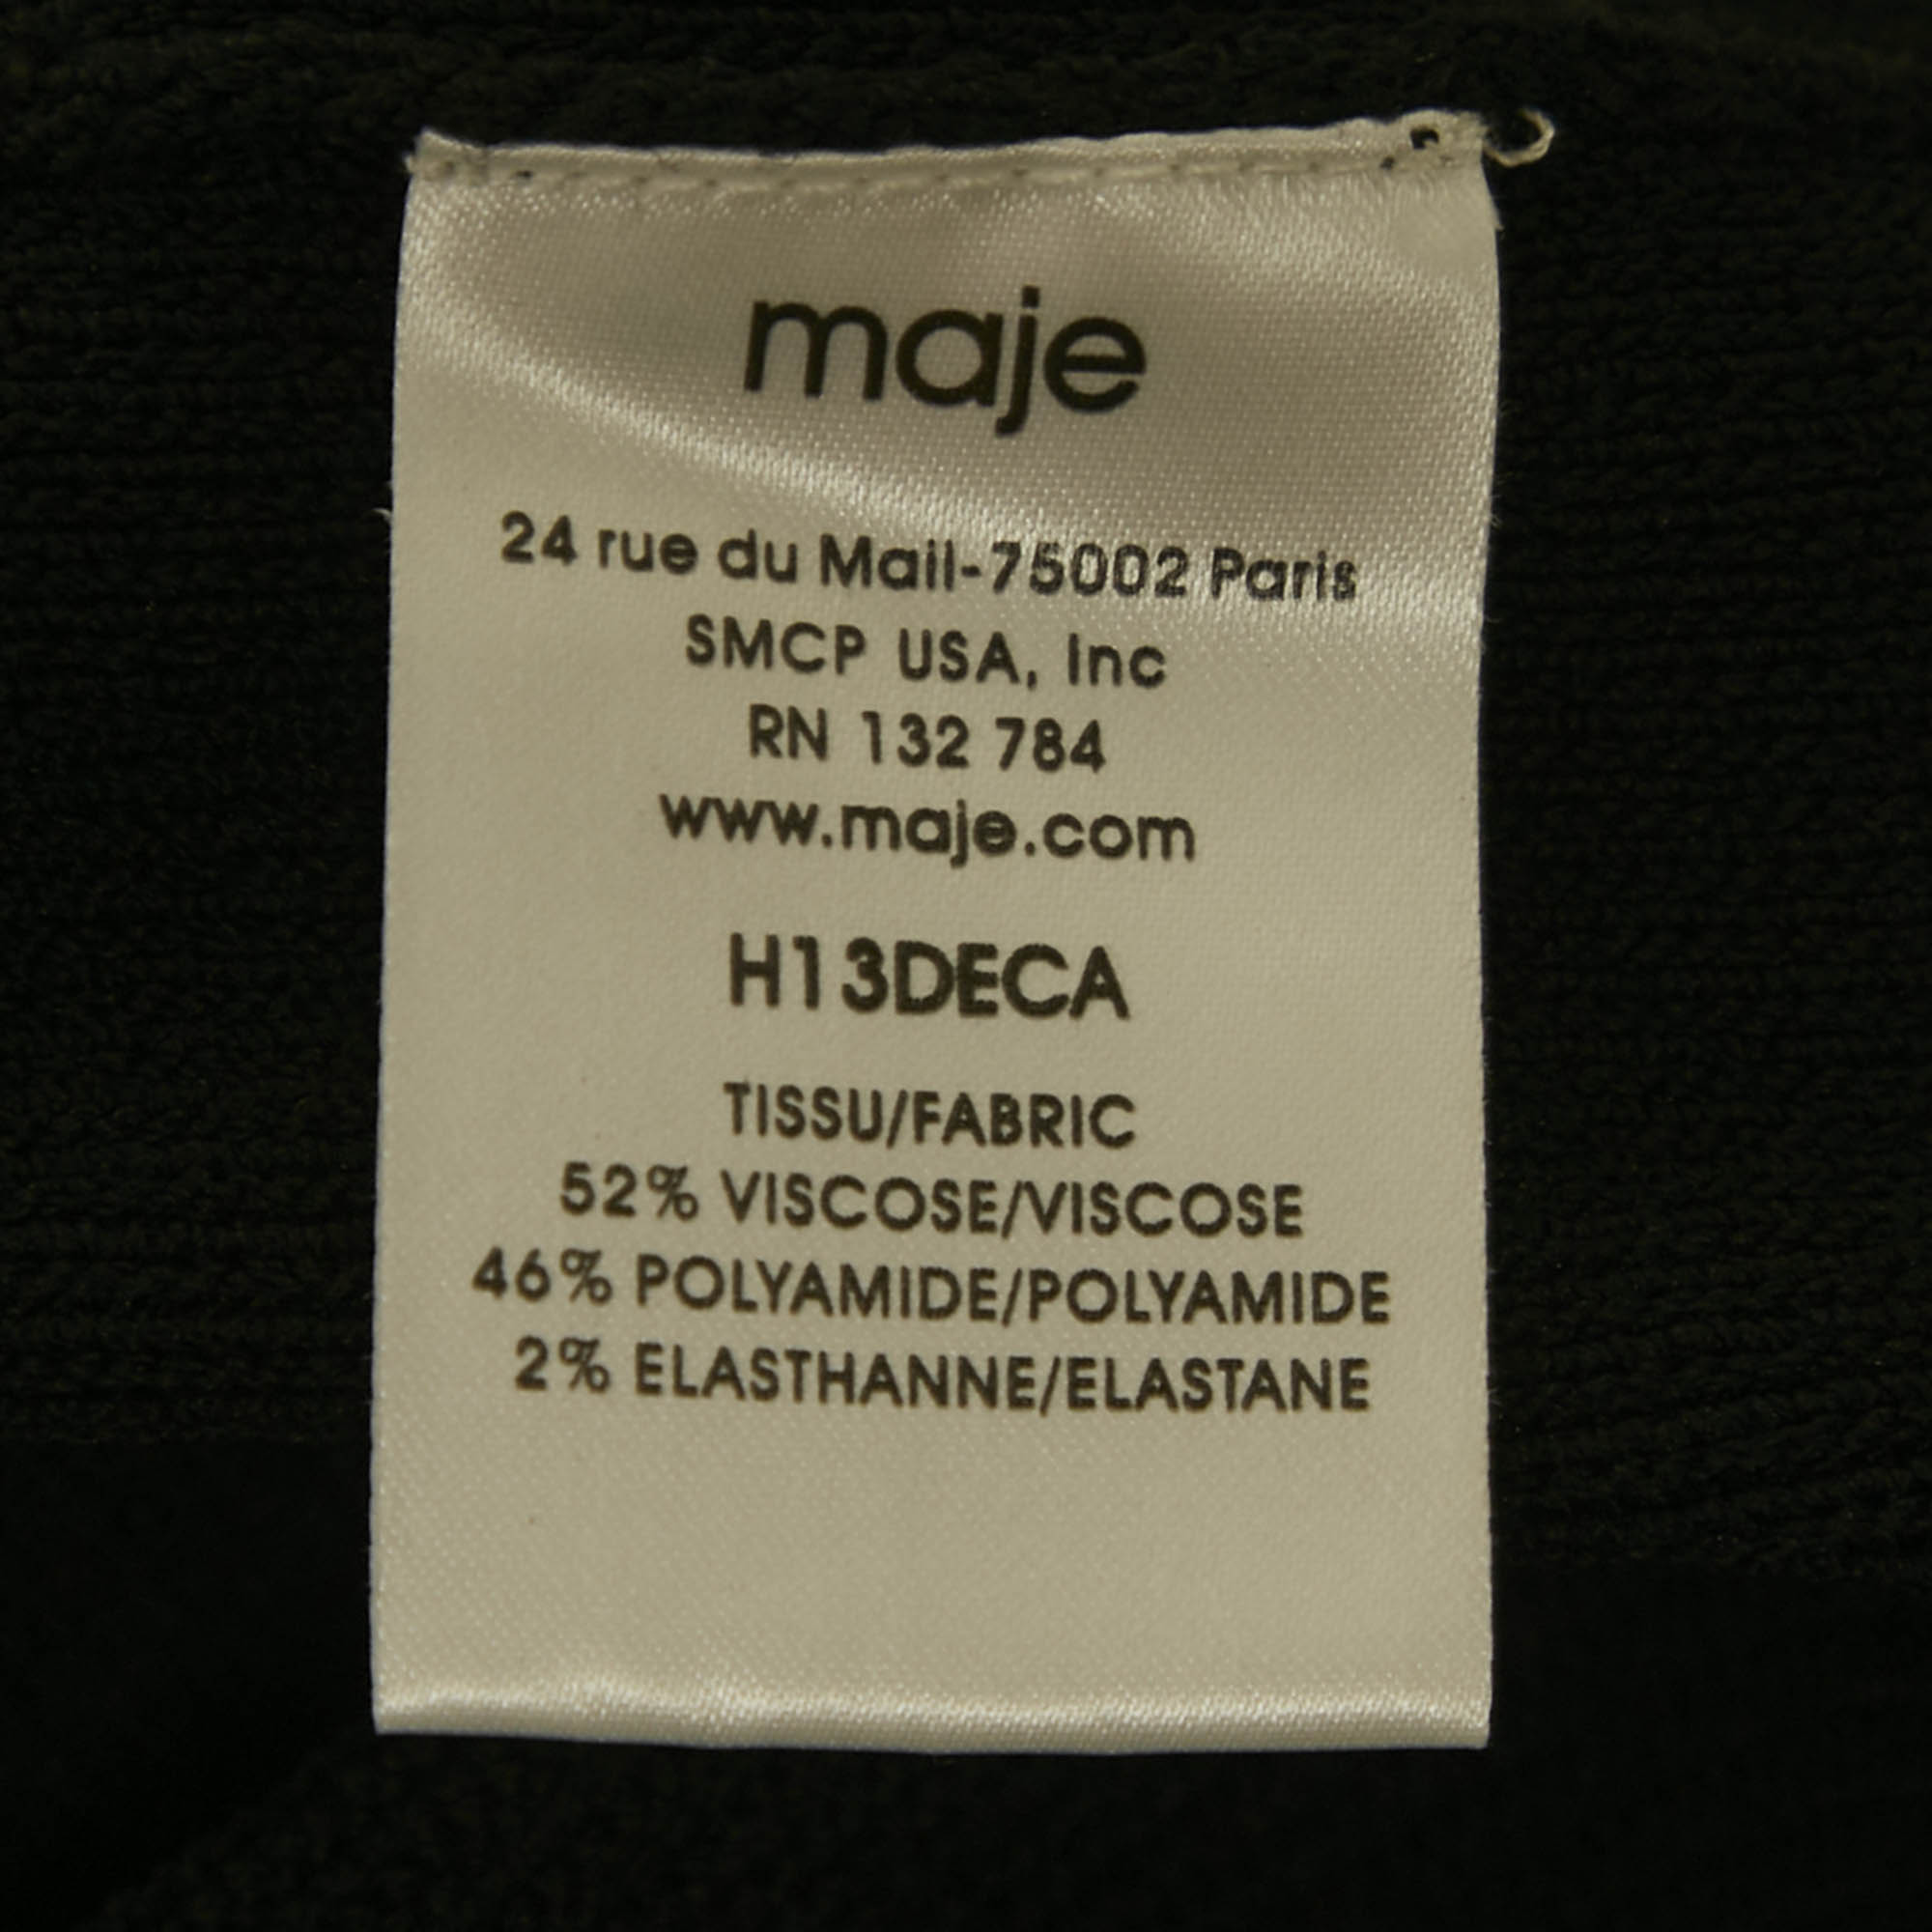 maje
24 rue du Mail-75002 Paris
SMCP USA, Inc
RN 132 784
www.maje.com
H13DECA
TISSU/FABRIC
52% VISCOSE/VISCOSE
46% POLYAMIDE/POLYAMIDE
2% ELASTHANNE/ELASTANE